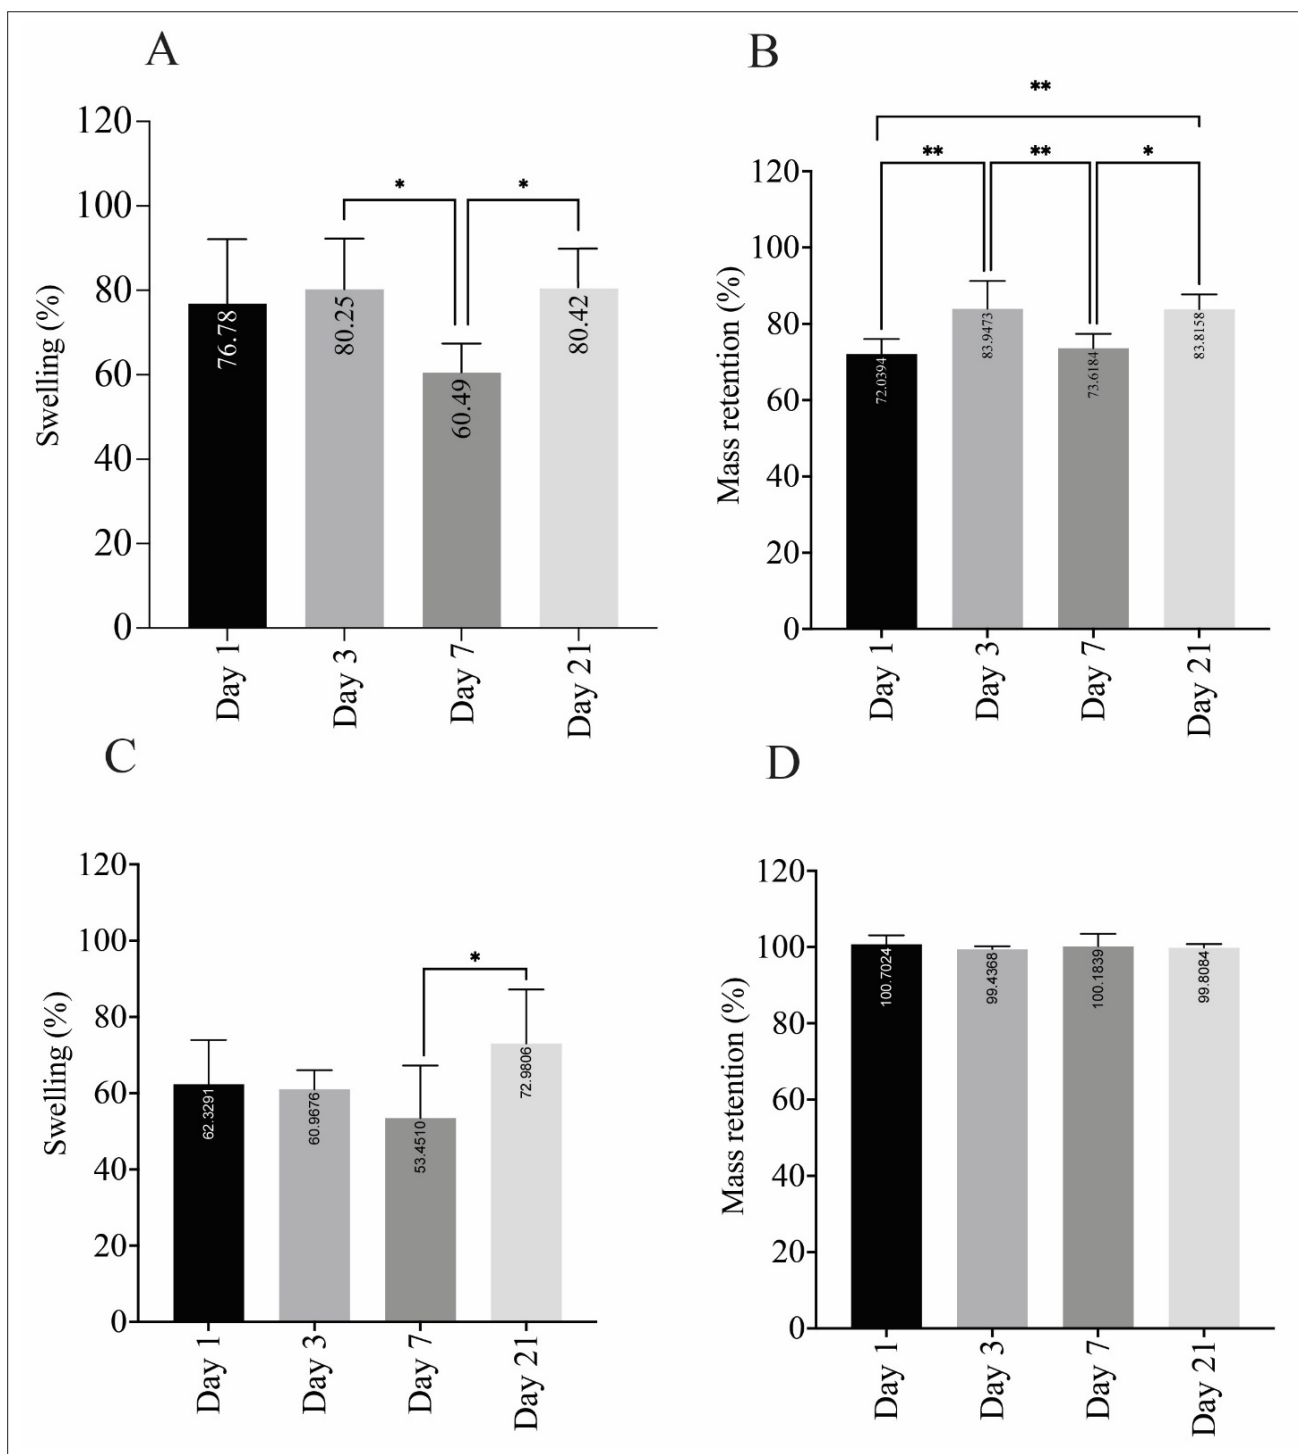 A
120
100
80
60
40
20
0
Swelling (%)
*
*
76.78
80.25
60.49
80.42
Day 1
Day 3
Day 7
Day 21
B
120
100
80
60
40
20
0
Mass retention (%)
**
**
**
*
72.0394
83.9473
73.6184
83.8158
Day 1
Day 3
Day 7
Day 21
C
120
100
80
60
40
20
0
Swelling (%)
*
62.3291
60.9676
53.4510
72.9806
Day 1
Day 3
Day 7
Day 21
D
120
100
80
60
40
20
0
Mass retention (%)
100.7024
99.4368
100.1839
99.8084
Day 1
Day 3
Day 7
Day 21